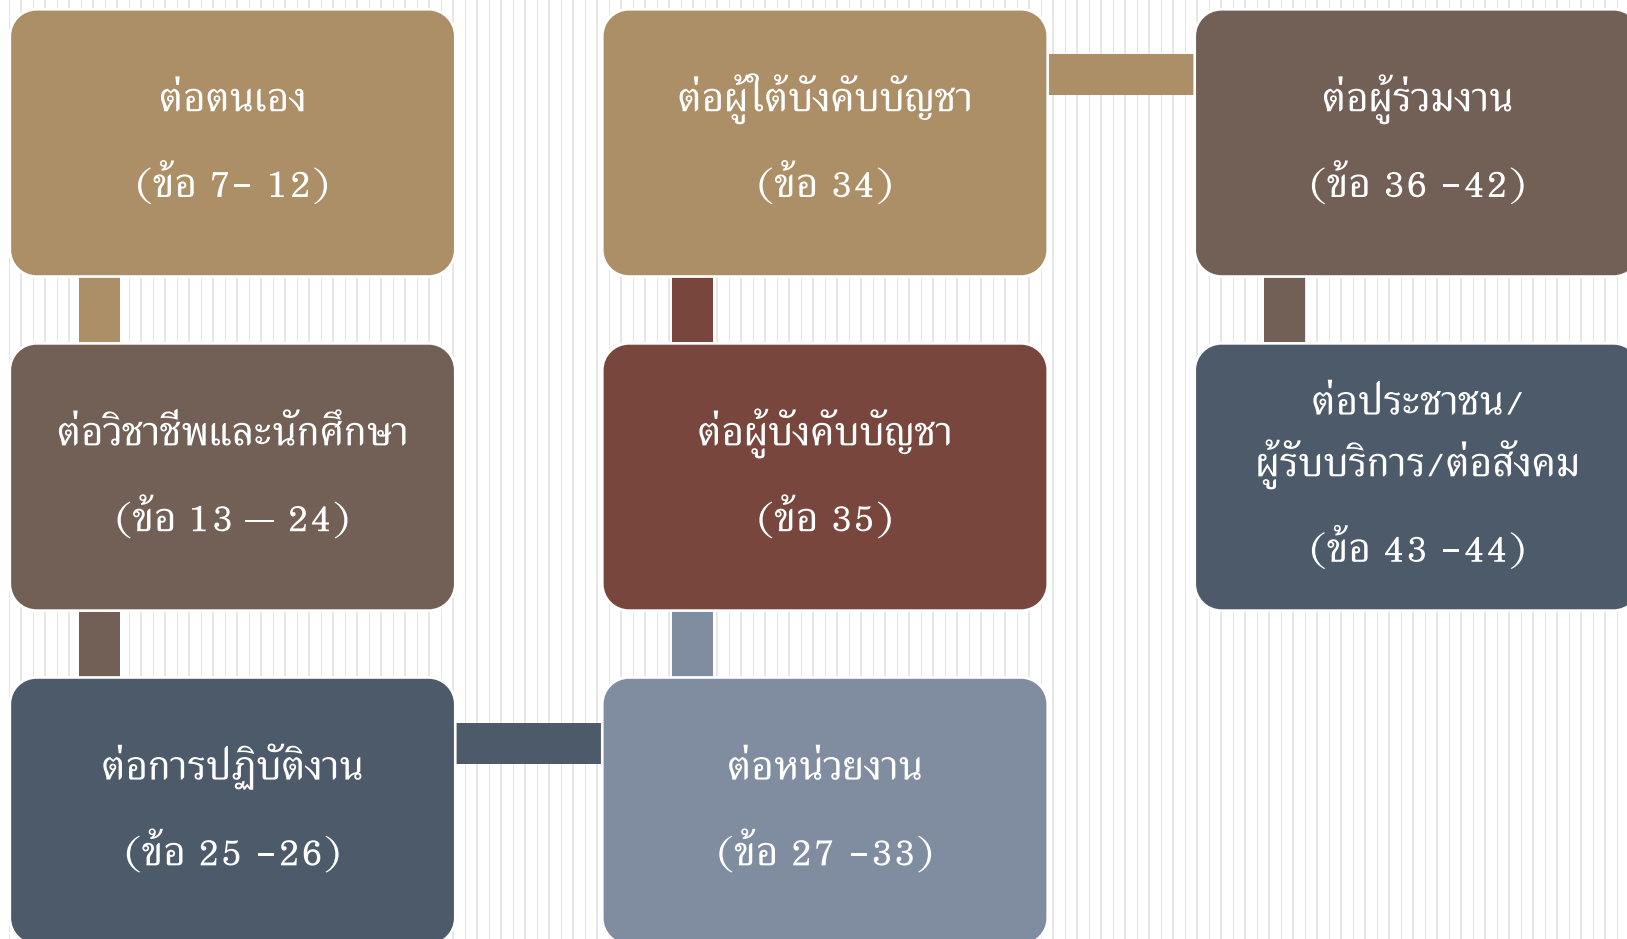 ต่อตนเอง
(ข้อ 7- 12)
ต่อวิชาชีพและนักศึกษา
(ข้อ 13 – 24)
ต่อการปฏิบัติงาน
(ข้อ 25 -26)
ต่อหน่วยงาน
(ข้อ 27 -33)
ต่อผู้บังคับบัญชา
(ข้อ 35)
ต่อผู้ใต้บังคับบัญชา
(ข้อ 34)
ต่อผู้ร่วมงาน
(ข้อ 36 -42)
ต่อประชาชน/
ผู้รับบริการ/ต่อสังคม
(ข้อ 43 -44)